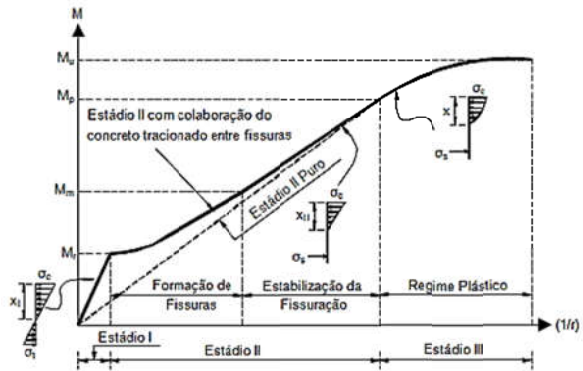 M
Mu
Mp
Mm
Mr
Estádio II com colaboração do
concreto tracionado entre fissuras
Estádio II Puro
σc
x
σs
σc
xII
σs
σc
xI
σt
Formação de
Fissuras
Estabilização da
Fissuração
Regime Plástico
(1/r)
Estádio I
Estádio II
Estádio III